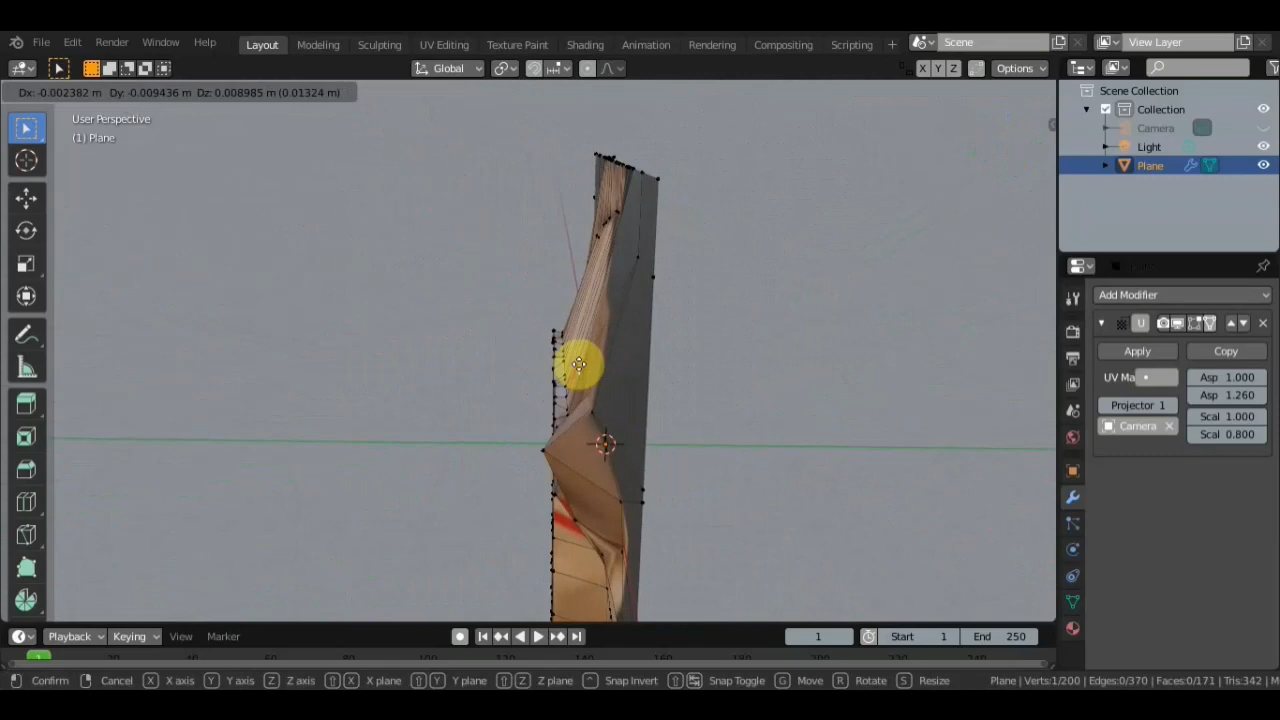 File Edit Render Window Help Layout Modeling Sculpting UV Editing Texture Paint Shading Animation Rendering Compositing Scripting + Scene View Layer
Global X Y Z Options
Dx: -0.002382 m Dy: -0.009436 m Dz: 0.008985 m (0.01324 m)
User Perspective
(1) Plane
Scene Collection
Collection
Camera
Light
Plane
Add Modifier
U
Apply Copy
UV Ma Asp 1.000
Asp 1.260
Projector 1
Scal 1.000
Camera
Scal 0.800
Playback Keying View Marker 1 Start 1 End 250
1
Confirm Cancel X X axis Y Y axis Z Z axis X X plane Y Y plane Z Z plane Snap Invert Snap Toggle G Move R Rotate S Resize Plane | Verts:1/200 | Edges:0/370 | Faces:0/171 | Tris:342 | M